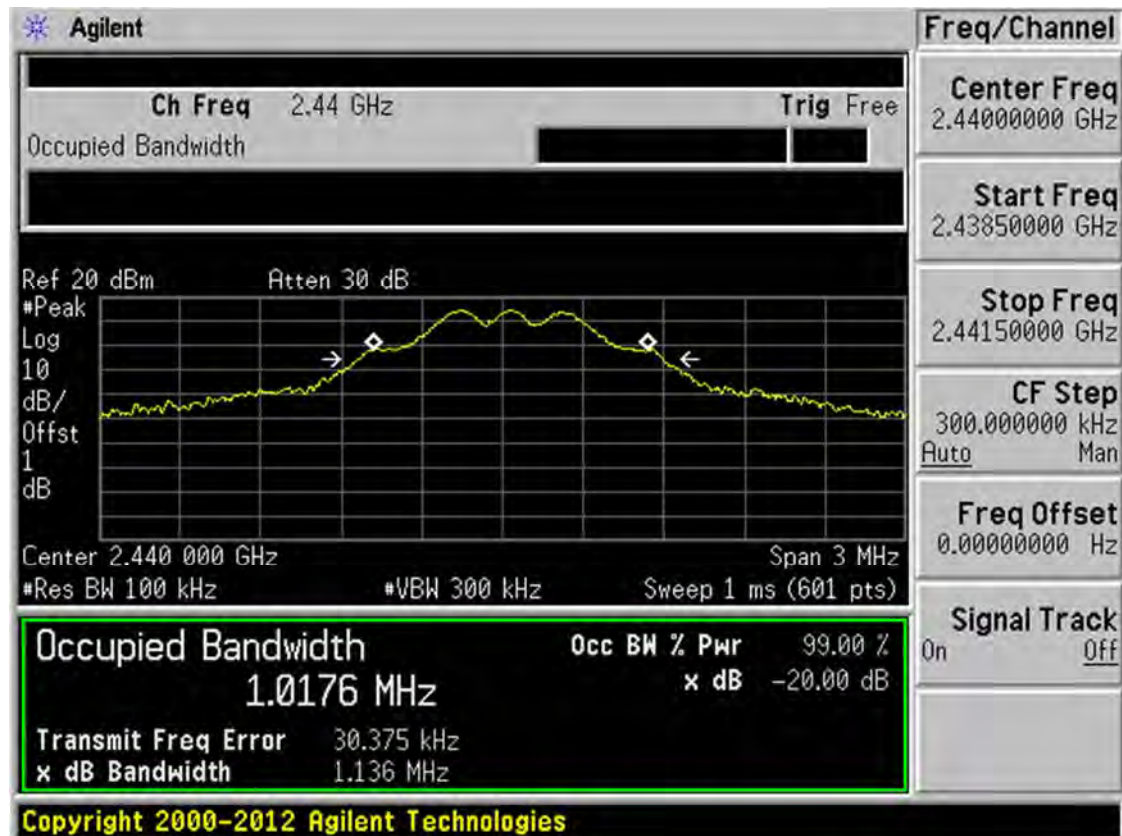 Agilent
Freq/Channel
Ch Freq 2.44 GHz Trig Free
Occupied Bandwidth
Center Freq
2.44000000 GHz
Start Freq
2.43850000 GHz
Stop Freq
2.44150000 GHz
CF Step
300.000000 kHz
Auto Man
Freq Offset
0.00000000 Hz
Signal Track
On Off
Ref 20 dBm Atten 30 dB
#Peak
Log
10
dB/
Offst
1
dB
Center 2.440 000 GHz Span 3 MHz
#Res BW 100 kHz #VBW 300 kHz Sweep 1 ms (601 pts)
Occupied Bandwidth
1.0176 MHz
Occ BW % Pwr 99.00 %
x dB -20.00 dB
Transmit Freq Error 30.375 kHz
x dB Bandwidth 1.136 MHz
Copyright 2000-2012 Agilent Technologies